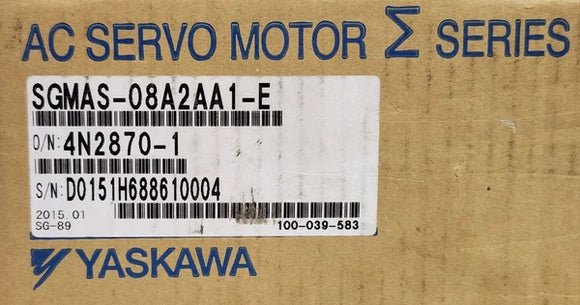 AC SERVO MOTOR Σ SERIES
SGMAS-08A2AA1-E
O/N: 4N2870-1
S/N: D0151H688610004
2015.01
SG-89
100-039-583
YASKAWA